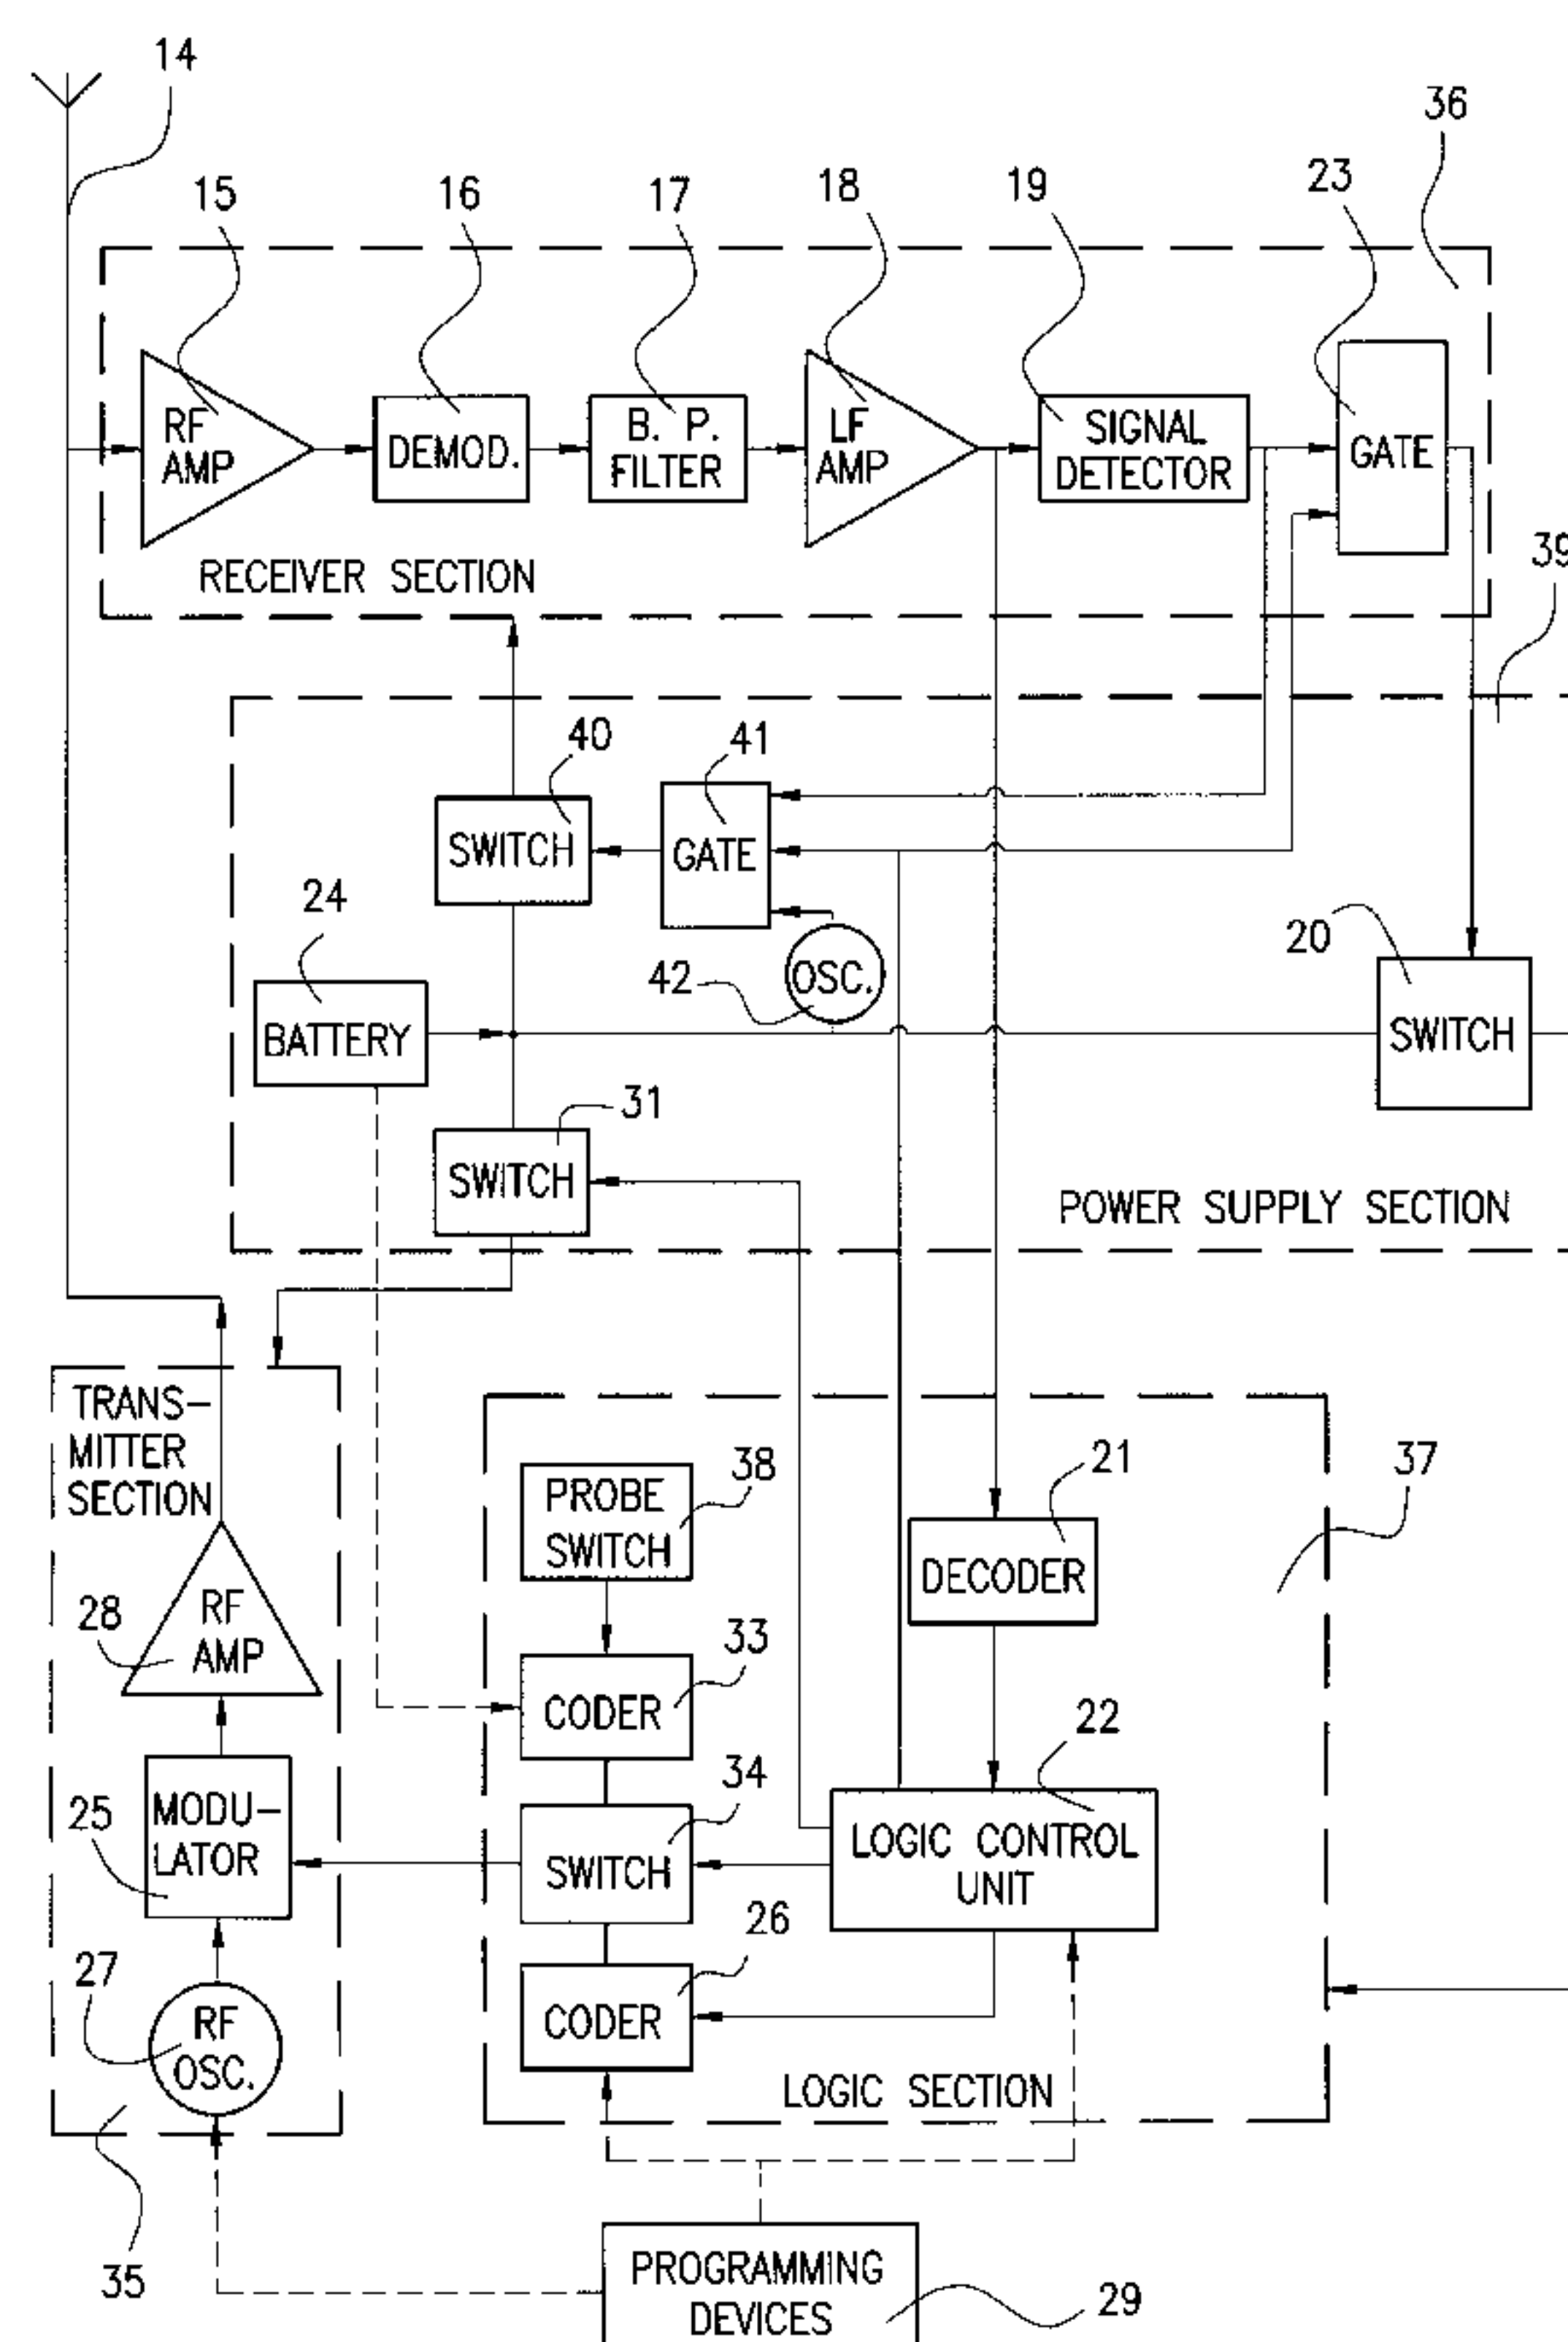 14
36
15
16
17
18
19
23
RF
AMP
DEMOD.
B. P.
FILTER
LF
AMP
SIGNAL
DETECTOR
GATE
RECEIVER SECTION
39
40
41
SWITCH
GATE
24
20
42
OSC.
BATTERY
SWITCH
31
SWITCH
POWER SUPPLY SECTION
TRANS-
MITTER
SECTION
38
PROBE
SWITCH
21
37
DECODER
28
RF
AMP
33
CODER
22
34
25
MODU-
LATOR
SWITCH
LOGIC CONTROL
UNIT
26
27
RF
OSC.
CODER
LOGIC SECTION
35
PROGRAMMING
DEVICES
29